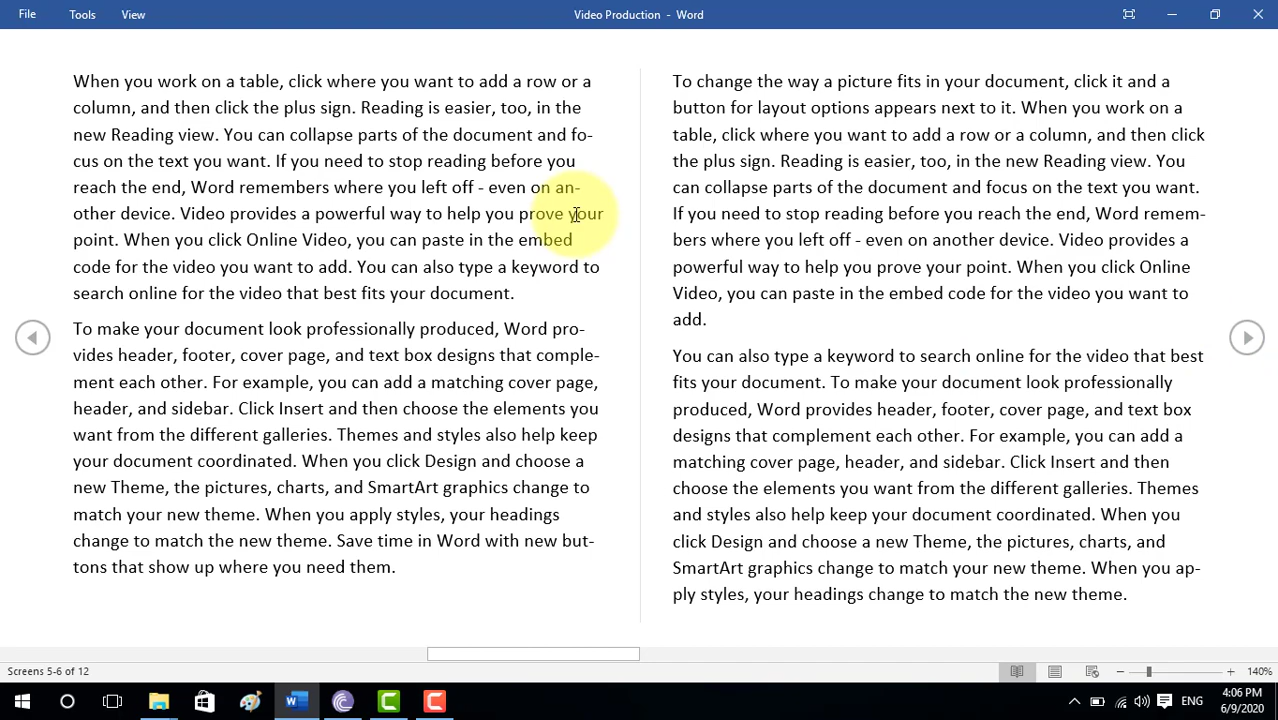 File Tools View Video Production - Word
When you work on a table, click where you want to add a row or a
column, and then click the plus sign. Reading is easier, too, in the
new Reading view. You can collapse parts of the document and fo-
cus on the text you want. If you need to stop reading before you
reach the end, Word remembers where you left off - even on an-
other device. Video provides a powerful way to help you prove your
point. When you click Online Video, you can paste in the embed
code for the video you want to add. You can also type a keyword to
search online for the video that best fits your document.
To make your document look professionally produced, Word pro-
vides header, footer, cover page, and text box designs that comple-
ment each other. For example, you can add a matching cover page,
header, and sidebar. Click Insert and then choose the elements you
want from the different galleries. Themes and styles also help keep
your document coordinated. When you click Design and choose a
new Theme, the pictures, charts, and SmartArt graphics change to
match your new theme. When you apply styles, your headings
change to match the new theme. Save time in Word with new but-
tons that show up where you need them.
To change the way a picture fits in your document, click it and a
button for layout options appears next to it. When you work on a
table, click where you want to add a row or a column, and then click
the plus sign. Reading is easier, too, in the new Reading view. You
can collapse parts of the document and focus on the text you want.
If you need to stop reading before you reach the end, Word remem-
bers where you left off - even on another device. Video provides a
powerful way to help you prove your point. When you click Online
Video, you can paste in the embed code for the video you want to
add.
You can also type a keyword to search online for the video that best
fits your document. To make your document look professionally
produced, Word provides header, footer, cover page, and text box
designs that complement each other. For example, you can add a
matching cover page, header, and sidebar. Click Insert and then
choose the elements you want from the different galleries. Themes
and styles also help keep your document coordinated. When you
click Design and choose a new Theme, the pictures, charts, and
SmartArt graphics change to match your new theme. When you ap-
ply styles, your headings change to match the new theme.
Screens 5-6 of 12 140%
ENG 4:06 PM
6/9/2020